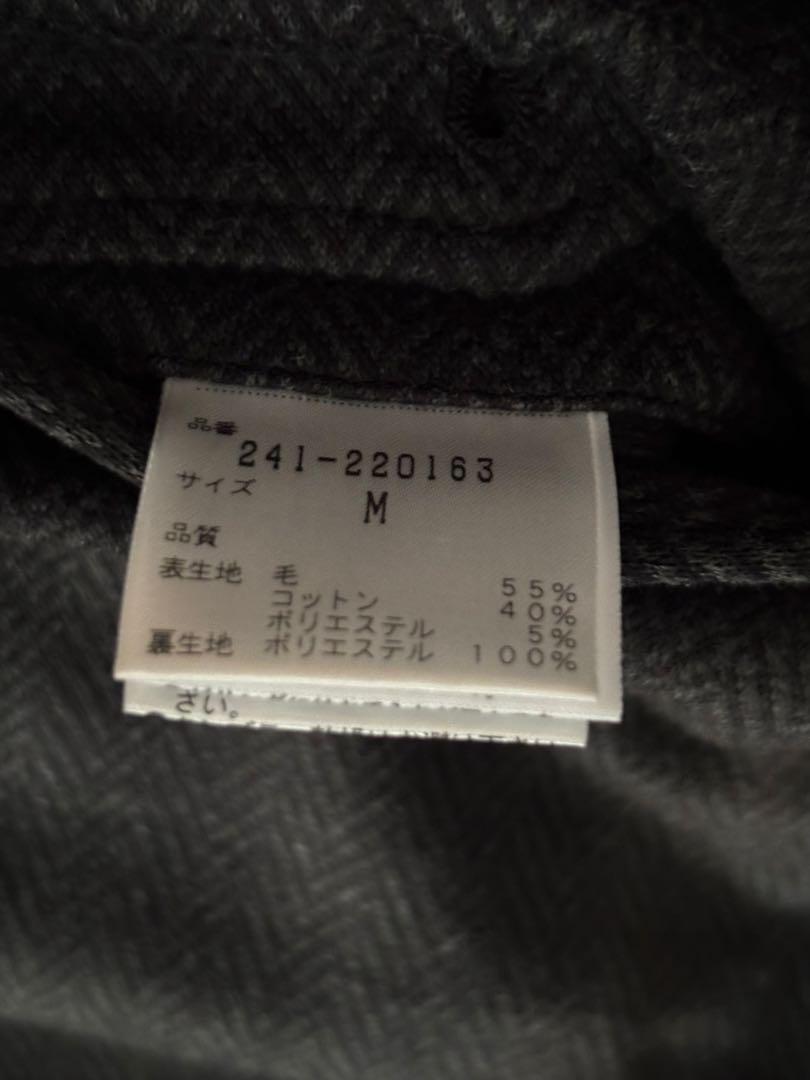 品番
241-220163
サイズ
M
品質
表生地 毛 55%
コットン 40%
ポリエステル 5%
裏生地 ポリエステル 100%
さい。